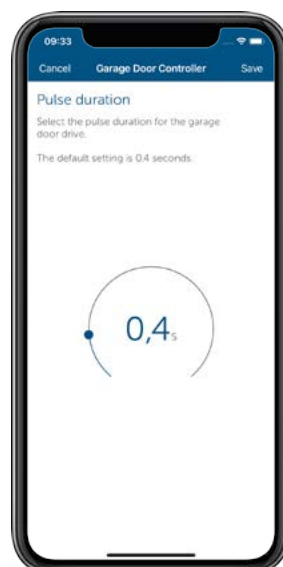 09:33
Cancel Garage Door Controller Save
Pulse duration
Select the pulse duration for the garage
door drive.
The default setting is 0.4 seconds.
0,4s